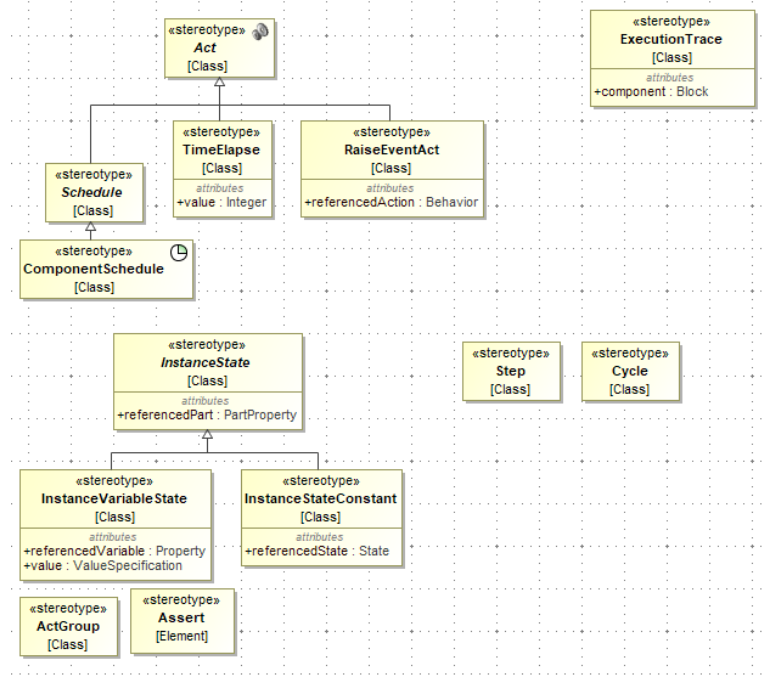 «stereotype»
Act
[Class]
«stereotype»
ExecutionTrace
[Class]
attributes
+component : Block
«stereotype»
TimeElapse
[Class]
attributes
+value : Integer
«stereotype»
RaiseEventAct
[Class]
attributes
+referencedAction : Behavior
«stereotype»
Schedule
[Class]
«stereotype»
ComponentSchedule
[Class]
«stereotype»
InstanceState
[Class]
attributes
+referencedPart : PartProperty
«stereotype»
Step
[Class]
«stereotype»
Cycle
[Class]
«stereotype»
InstanceVariableState
[Class]
attributes
+referencedVariable : Property
+value : ValueSpecification
«stereotype»
InstanceStateConstant
[Class]
attributes
+referencedState : State
«stereotype»
ActGroup
[Class]
«stereotype»
Assert
[Element]